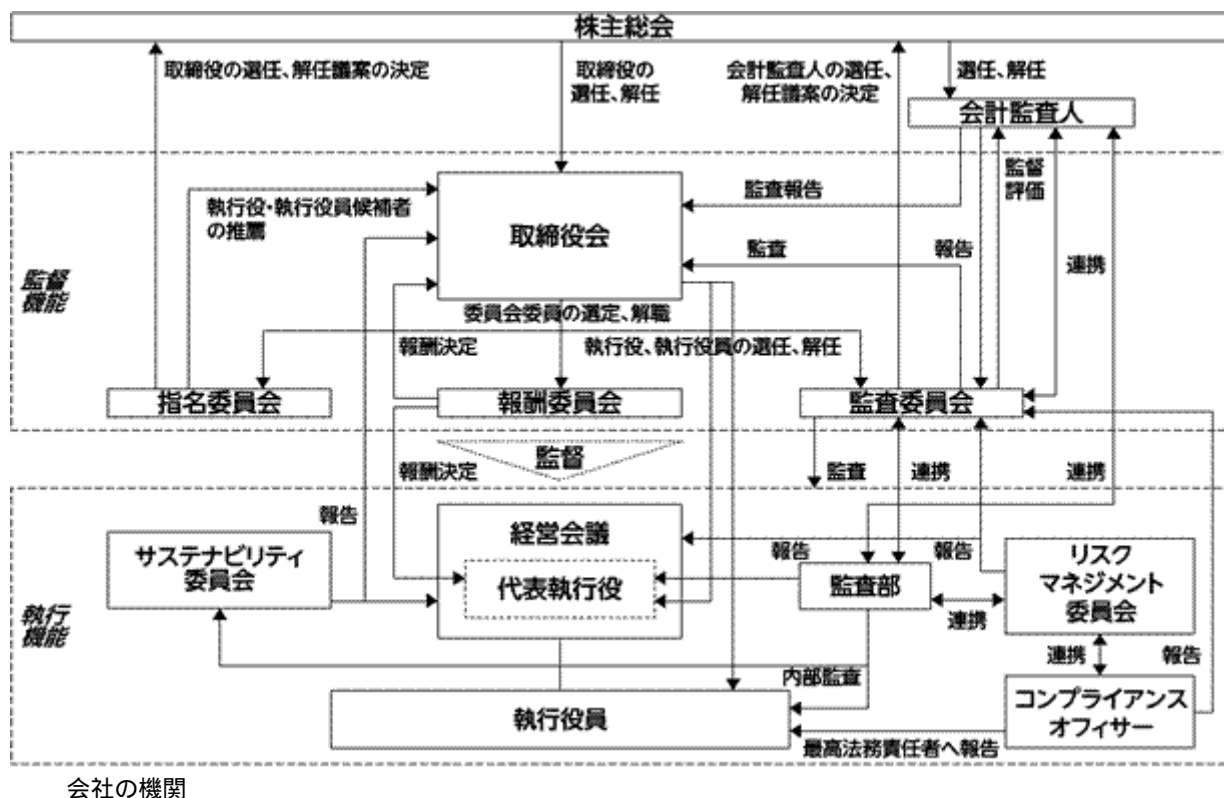 株主総会
取締役の選任、解任議案の決定
取締役の
選任、解任
会計監査人の選任、
解任議案の決定
選任、解任
会計監査人
監督
機能
執行役・執行役員候補者
の推薦
取締役会
監査報告
監査
報告
監督
評価
連携
委員会委員の選定、解職
報酬決定
執行役、執行役員の選任、解任
指名委員会
報酬委員会
監査委員会
監督
報酬決定
監査
連携
連携
執行
機能
報告
サステナビリティ
委員会
経営会議
代表執行役
報告
監査部
報告
リスク
マネジメント
委員会
連携
連携
報告
内部監査
執行役員
コンプライアンス
オフィサー
最高法務責任者へ報告
会社の機関